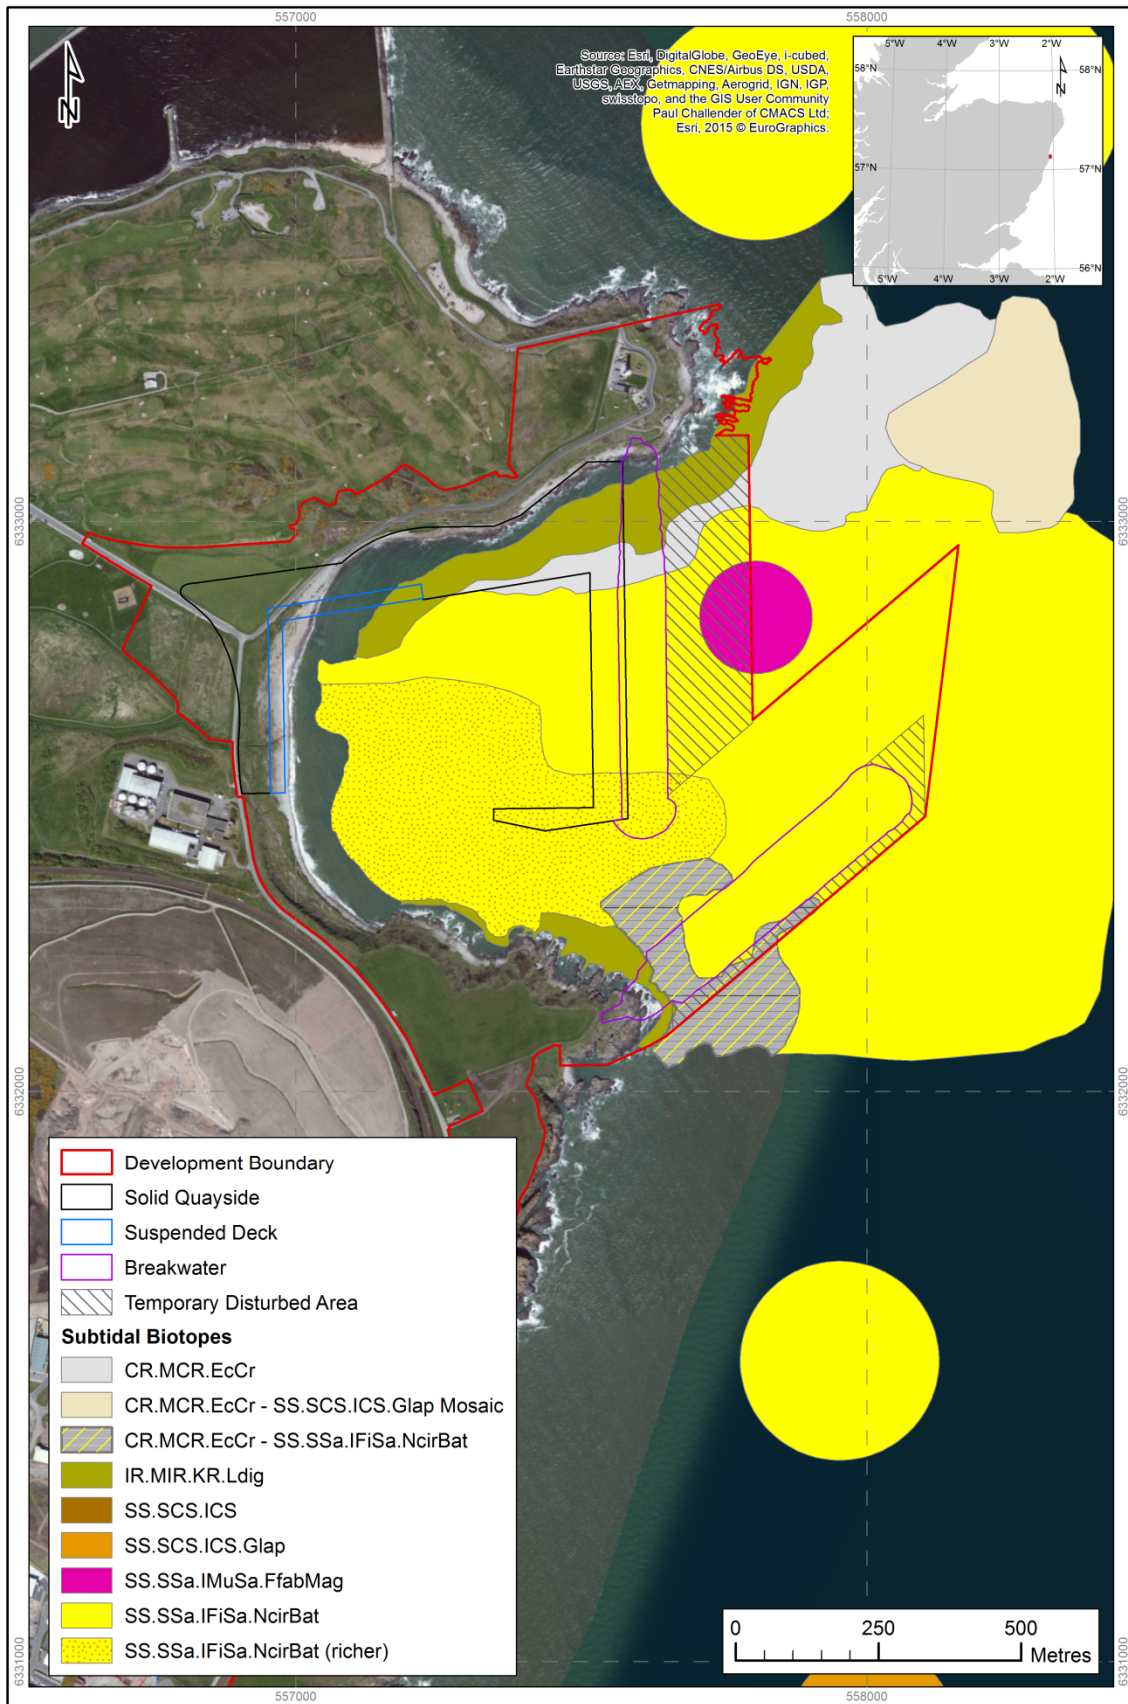 557000
558000
Source: Esri, DigitalGlobe, GeoEye, i-cubed,
Earthstar Geographics, CNES/Airbus DS, USDA,
USGS, AEX, Getmapping, Aerogrid, IGN, IGP,
swisstopo, and the GIS User Community
Paul Challender of CMACS Ltd;
Esri, 2015 © EuroGraphics.
N
5°W
4°W
3°W
2°W
58°N
58°N
N
57°N
57°N
56°N
56°N
5°W
4°W
3°W
2°W
6333000
6333000
6332000
6332000
Development Boundary
Solid Quayside
Suspended Deck
Breakwater
Temporary Disturbed Area
Subtidal Biotopes
CR.MCR.EcCr
CR.MCR.EcCr - SS.SCS.ICS.Glap Mosaic
CR.MCR.EcCr - SS.SSa.IFiSa.NcirBat
IR.MIR.KR.Ldig
SS.SCS.ICS
SS.SCS.ICS.Glap
SS.SSa.IMuSa.FfabMag
SS.SSa.IFiSa.NcirBat
SS.SSa.IFiSa.NcirBat (richer)
0 250 500
Metres
6331000
6331000
557000
558000